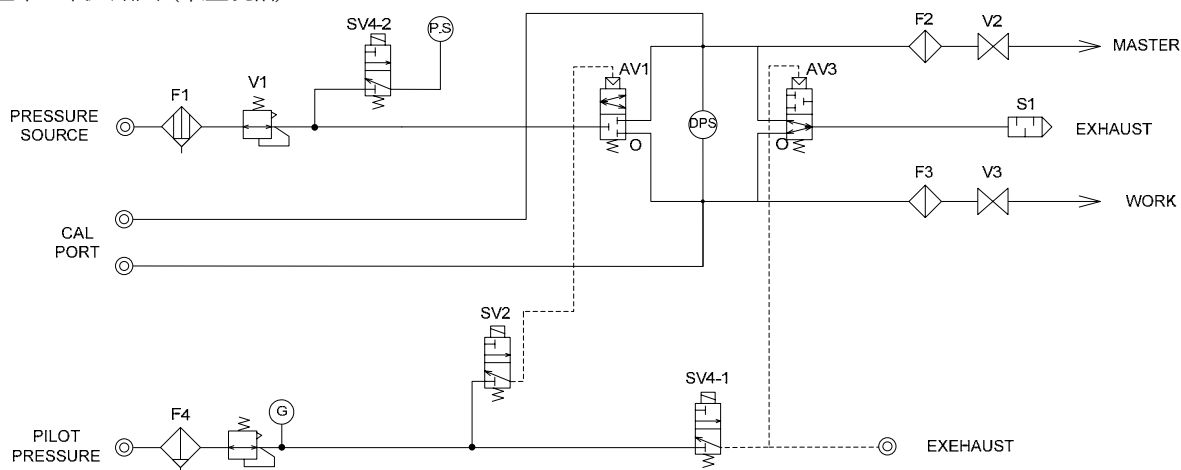 SV4-2
P.S
F2
V2
MASTER
AV1
AV3
F1
V1
PRESSURE
SOURCE
DPS
S1
EXHAUST
O
O
F3
V3
WORK
CAL
PORT
SV2
SV4-1
G
F4
PILOT
PRESSURE
EXEHAUST